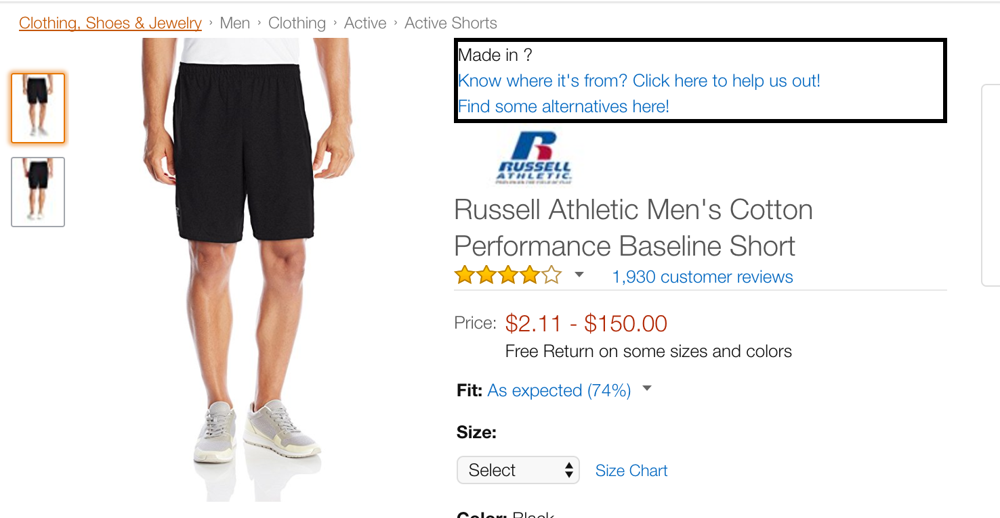 Clothing, Shoes & Jewelry › Men › Clothing › Active › Active Shorts
Made in ?
Know where it's from? Click here to help us out!
Find some alternatives here!
RUSSELL
ATHLETIC
Russell Athletic Men's Cotton
Performance Baseline Short
1,930 customer reviews
Price: $2.11 - $150.00
Free Return on some sizes and colors
Fit: As expected (74%)
Size:
Select Size Chart
Color: Black